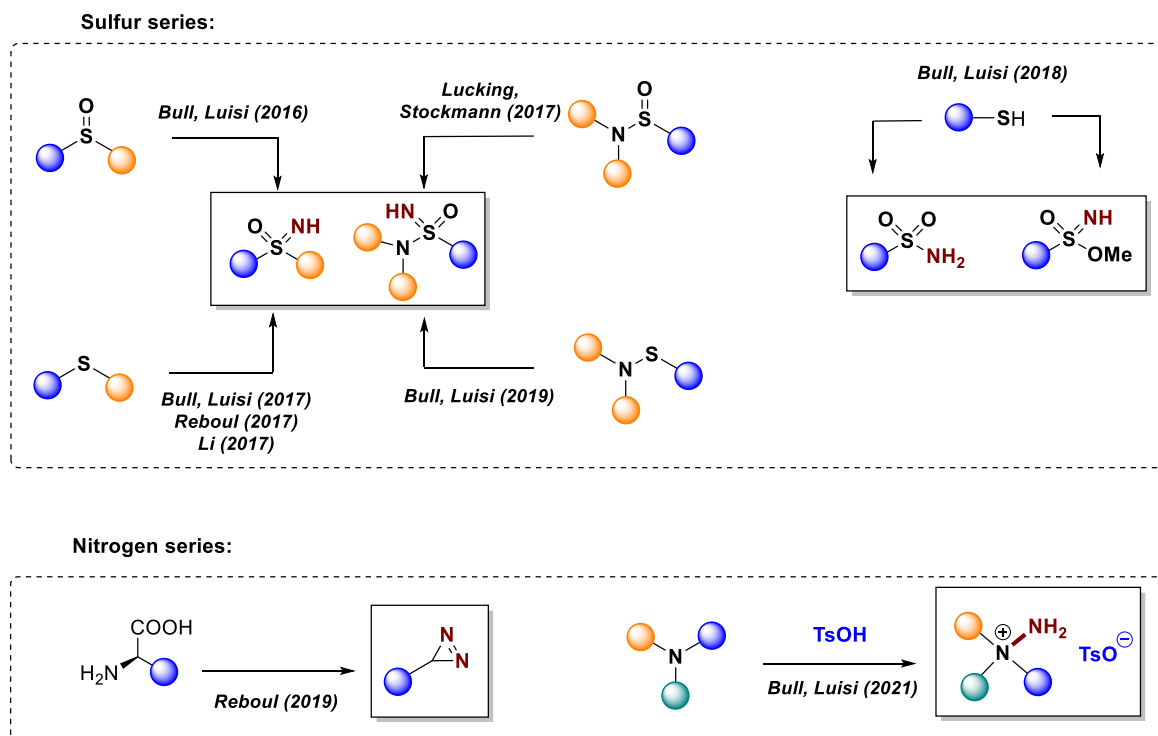 Sulfur series:
Bull, Luisi (2016)
Lucking,
Stockmann (2017)
Bull, Luisi (2018)
O
S
O
S
N
SH
O
NH
S
HN
O
N
S
O
O
S
NH2
O
NH
S
OMe
S
Bull, Luisi (2017)
Reboul (2017)
Li (2017)
Bull, Luisi (2019)
S
N
Nitrogen series:
COOH
H2N
Reboul (2019)
N
N
N
TsOH
Bull, Luisi (2021)
+
NH2
N
TsO−